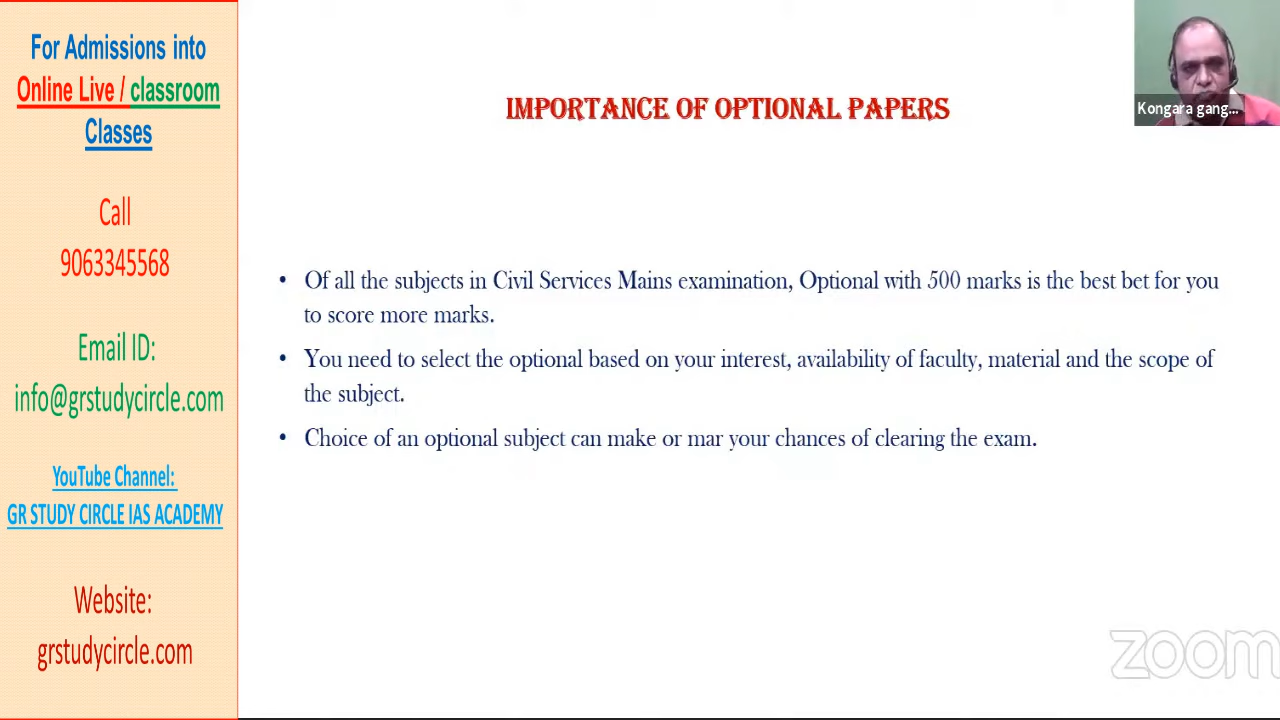 For Admissions into
Online Live / classroom
Classes
Call
9063345568
Email ID:
info@grstudycircle.com
YouTube Channel:
GR STUDY CIRCLE IAS ACADEMY
Website:
grstudycircle.com
IMPORTANCE OF OPTIONAL PAPERS
• Of all the subjects in Civil Services Mains examination, Optional with 500 marks is the best bet for you
to score more marks.
• You need to select the optional based on your interest, availability of faculty, material and the scope of
the subject.
• Choice of an optional subject can make or mar your chances of clearing the exam.
Kongara gang...
zoom